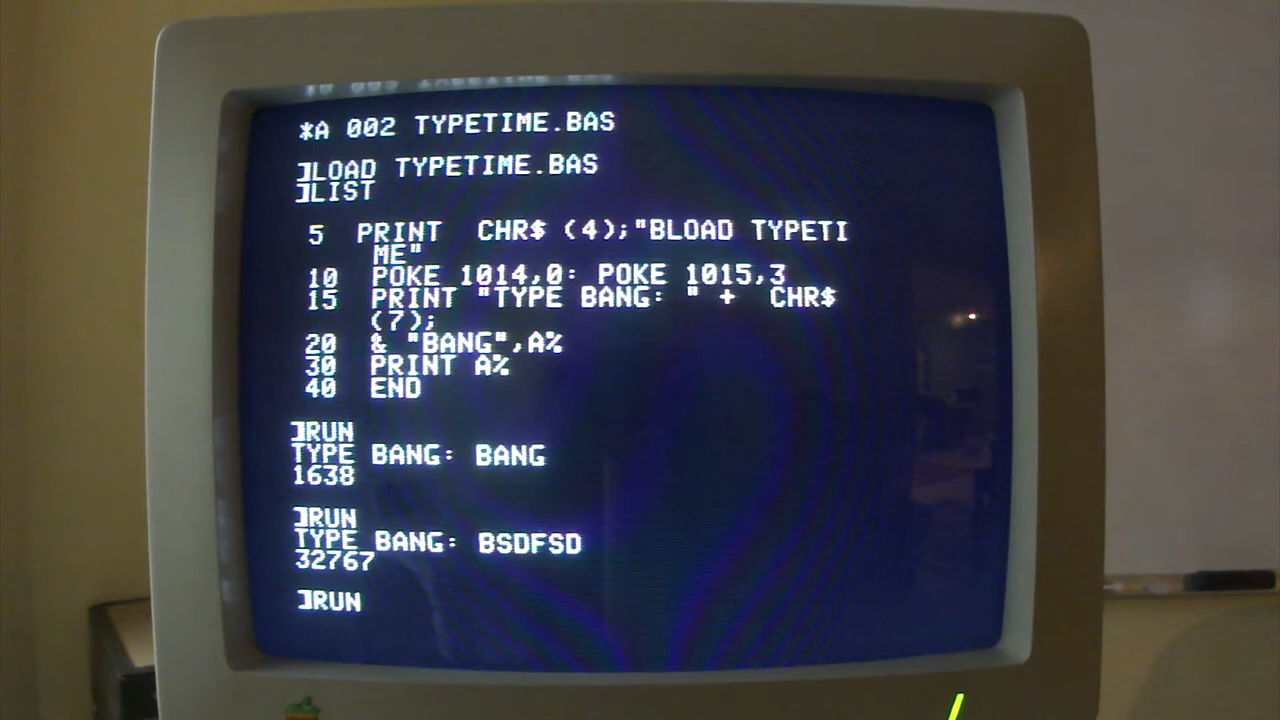 *A 002 TYPETIME.BAS
]LOAD TYPETIME.BAS
]LIST
5 PRINT CHR$ (4);"BLOAD TYPETI
ME"
10 POKE 1014,0: POKE 1015,3
15 PRINT "TYPE BANG: " + CHR$
(7);
20 & "BANG",A%
30 PRINT A%
40 END
]RUN
TYPE BANG: BANG
1638
]RUN
TYPE BANG: BSDFSD
32767
]RUN